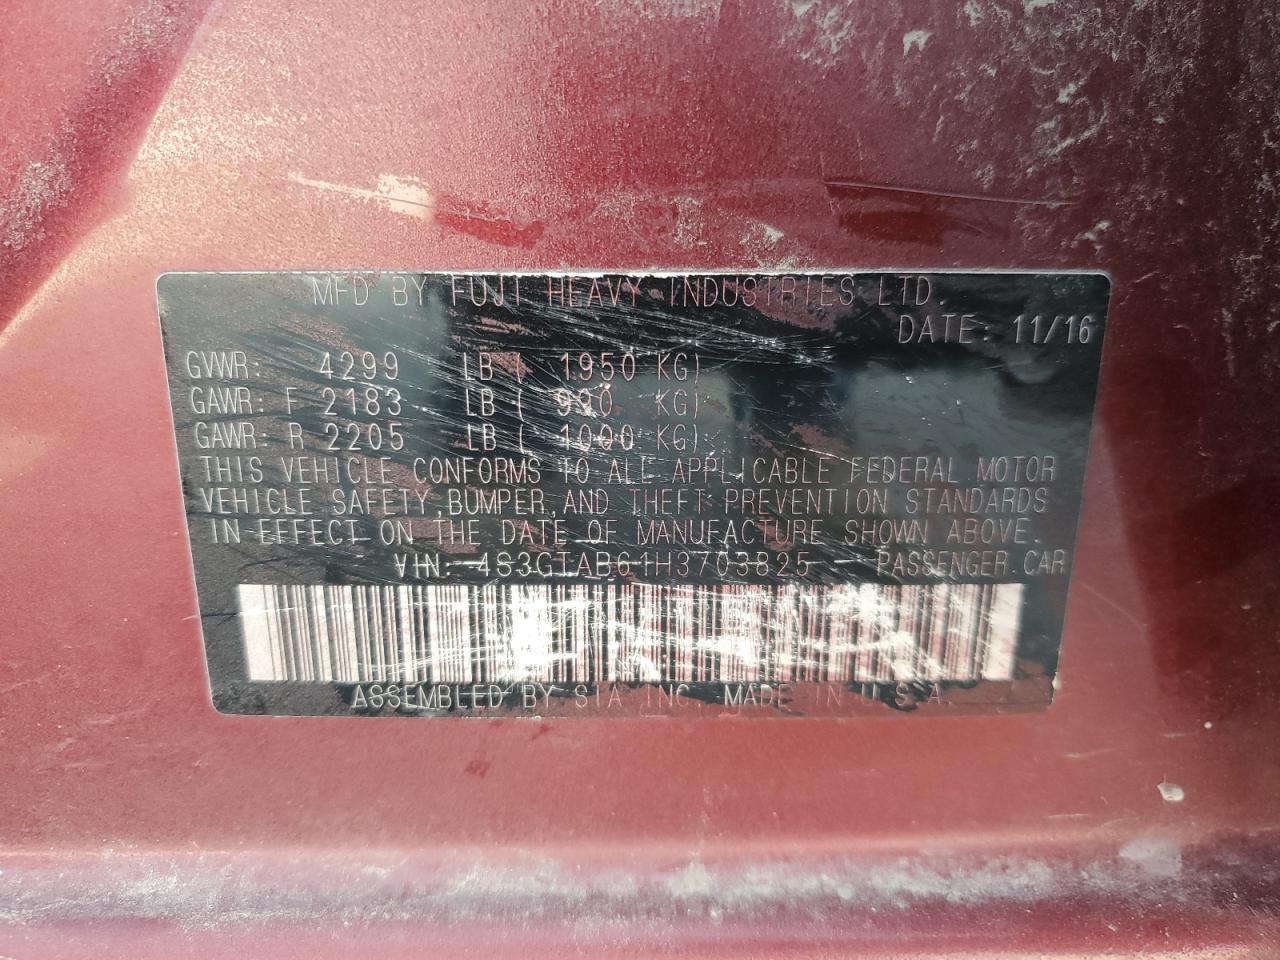 MFD BY FUJI HEAVY INDUSTRIES LTD.
DATE: 11/16
GVWR: 4299 LB ( 1950 KG)
GAWR: F 2183 LB ( 990 KG)
GAWR: R 2205 LB ( 1000 KG)
THIS VEHICLE CONFORMS TO ALL APPLICABLE FEDERAL MOTOR
VEHICLE SAFETY, BUMPER, AND THEFT PREVENTION STANDARDS
IN EFFECT ON THE DATE OF MANUFACTURE SHOWN ABOVE.
VIN: 4S3GTAB61H3703825 PASSENGER CAR
ASSEMBLED BY SIA INC. MADE IN U.S.A.